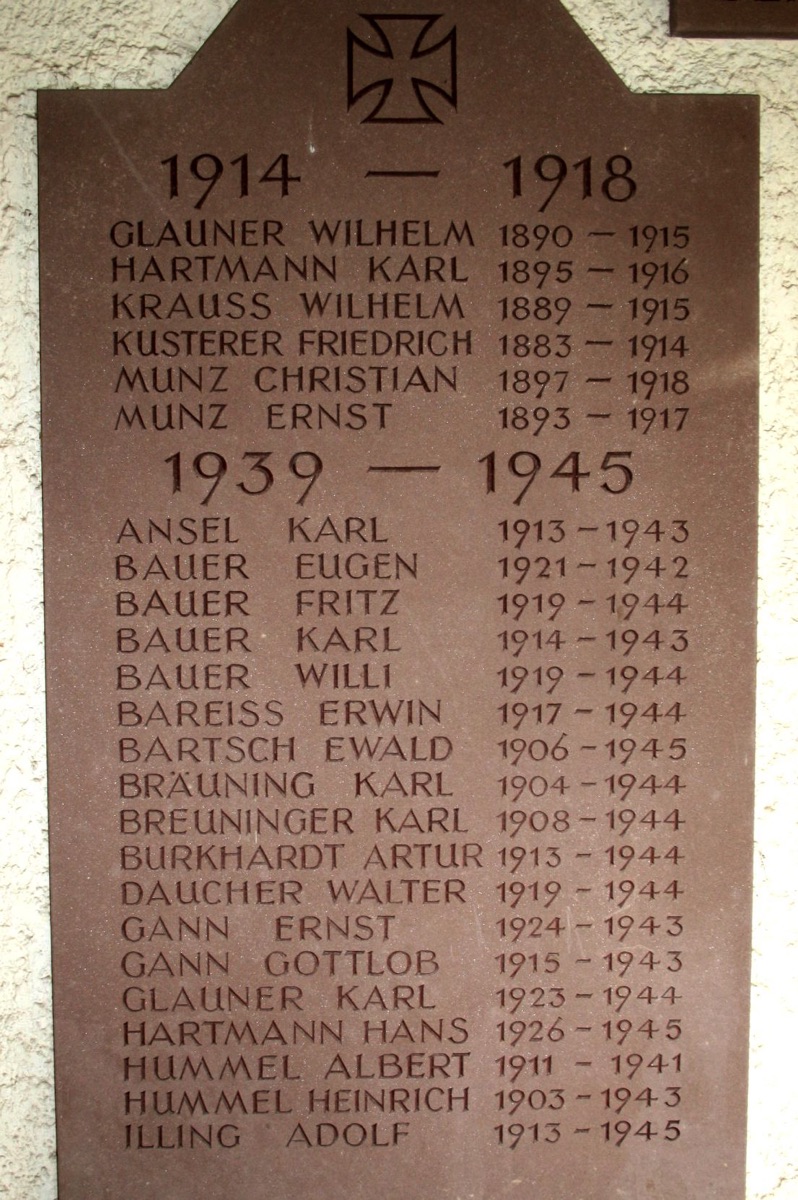 1914 — 1918
GLAUNER WILHELM 1890 – 1915
HARTMANN KARL 1895 – 1916
KRAUSS WILHELM 1889 – 1915
KUSTERER FRIEDRICH 1883 – 1914
MUNZ CHRISTIAN 1897 – 1918
MUNZ ERNST 1893 – 1917
1939 — 1945
ANSEL KARL 1913 – 1943
BAUER EUGEN 1921 – 1942
BAUER FRITZ 1919 – 1944
BAUER KARL 1914 – 1943
BAUER WILLI 1919 – 1944
BAREISS ERWIN 1917 – 1944
BARTSCH EWALD 1906 – 1945
BRÄUNING KARL 1904 – 1944
BREUNINGER KARL 1908 – 1944
BURKHARDT ARTUR 1913 – 1944
DAUCHER WALTER 1919 – 1944
GANN ERNST 1924 – 1943
GANN GOTTLOB 1915 – 1943
GLAUNER KARL 1923 – 1944
HARTMANN HANS 1926 – 1945
HUMMEL ALBERT 1911 – 1941
HUMMEL HEINRICH 1903 – 1943
ILLING ADOLF 1913 – 1945